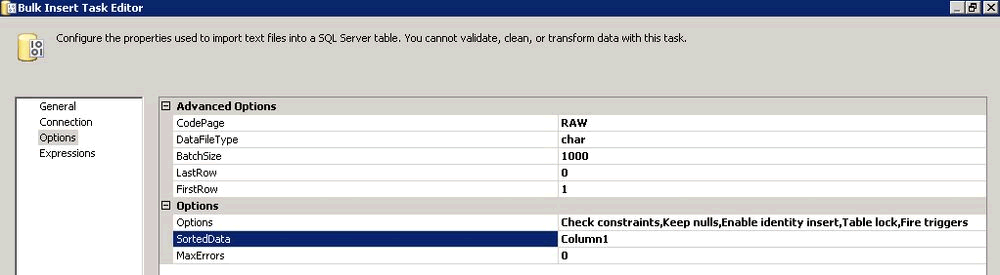 Bulk Insert Task Editor
Configure the properties used to import text files into a SQL Server table. You cannot validate, clean, or transform data with this task.
General
Connection
Options
Expressions
Advanced Options
CodePage RAW
DataFileType char
BatchSize 1000
LastRow 0
FirstRow 1
Options
Options Check constraints,Keep nulls,Enable identity insert,Table lock,Fire triggers
SortedData Column1
MaxErrors 0